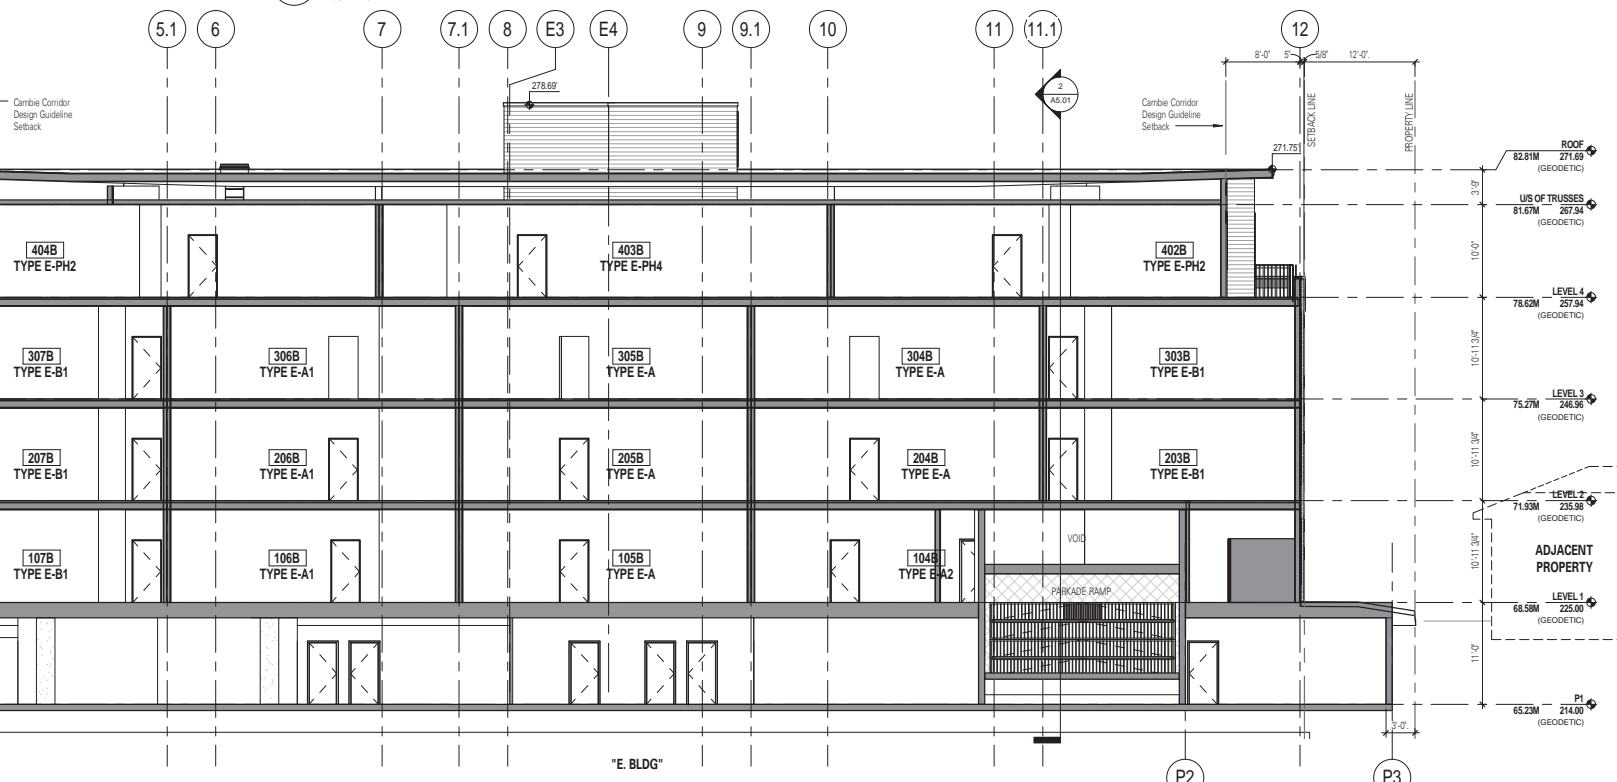 5.1 6 7 7.1 8 E3 E4 9 9.1 10 11 11.1 12
8'-0" 5" 5/8" 12'-0".
Cambie Corridor
Design Guideline
Setback
278.69'
2
A5.01
Cambie Corridor
Design Guideline
Setback
SETBACK LINE
PROPERTY LINE
271.75'
ROOF
82.81M 271.69
(GEODETIC)
3'-9"
U/S OF TRUSSES
81.67M 267.94
(GEODETIC)
404B
TYPE E-PH2
403B
TYPE E-PH4
402B
TYPE E-PH2
10'-0"
LEVEL 4
78.62M 257.94
(GEODETIC)
307B
TYPE E-B1
306B
TYPE E-A1
305B
TYPE E-A
304B
TYPE E-A
303B
TYPE E-B1
10'-11 3/4"
LEVEL 3
75.27M 246.96
(GEODETIC)
207B
TYPE E-B1
206B
TYPE E-A1
205B
TYPE E-A
204B
TYPE E-A
203B
TYPE E-B1
10'-11 3/4"
LEVEL 2
71.93M 235.98
(GEODETIC)
VOID
107B
TYPE E-B1
106B
TYPE E-A1
105B
TYPE E-A
104B
TYPE E-A2
PARKADE RAMP
10'-11 3/4"
ADJACENT
PROPERTY
LEVEL 1
68.58M 225.00
(GEODETIC)
11'-0"
P1
65.23M 214.00
(GEODETIC)
3'-0".
"E. BLDG"
P2 P3